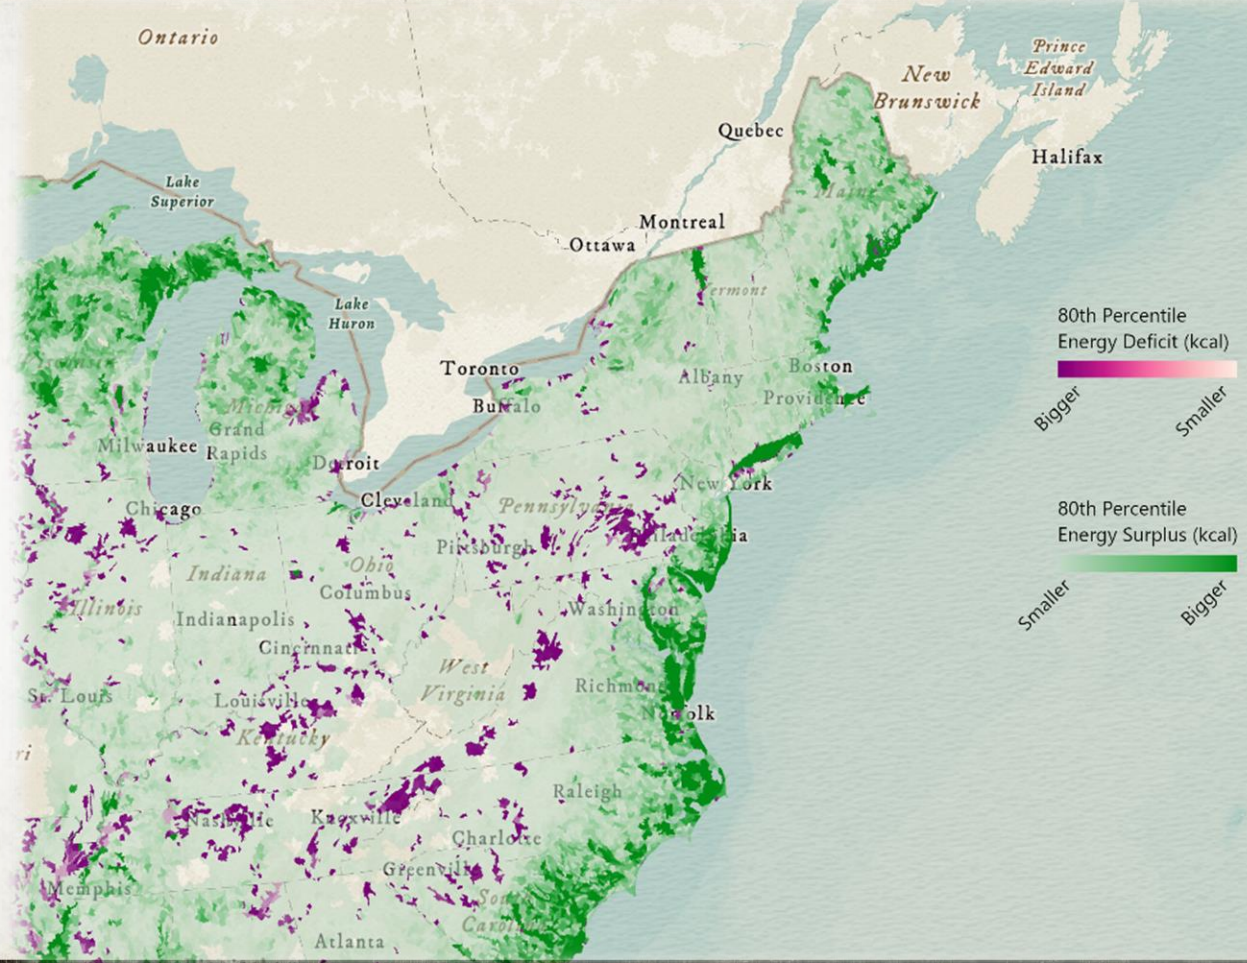 Ontario
Prince
Edward
Island
New
Brunswick
Quebec
Halifax
Lake
Superior
Maine
Montreal
Ottawa
Vermont
Lake
Huron
80th Percentile
Energy Deficit (kcal)
Bigger
Smaller
Toronto
Albany
Boston
Providence
Michigan
Buffalo
Grand
Rapids
Milwaukee
Detroit
New York
Cleveland
Pennsylvania
Chicago
80th Percentile
Energy Surplus (kcal)
Smaller
Bigger
Philadelphia
Pittsburgh
Ohio
Indiana
Columbus
Illinois
Washington
Indianapolis
Cincinnati
West
Virginia
Richmond
St. Louis
Louisville
Norfolk
Kentucky
ri
Raleigh
Nashville
Knoxville
Charlotte
Greenville
Memphis
South
Carolina
Atlanta